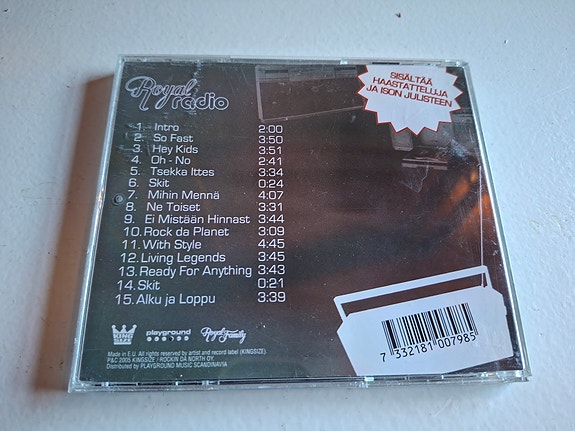 Royal
radio
SISÄLTÄÄ
HAASTATTELUJA
JA ISON JULISTEEN
1. Intro 2:00
2. So Fast 3:50
3. Hey Kids 3:51
4. Oh - No 2:41
5. Tsekka Ittes 3:34
6. Skit 0:24
7. Mihin Mennä 4:07
8. Ne Toiset 3:31
9. Ei Mistään Hinnast 3:44
10. Rock da Planet 3:09
11. With Style 4:45
12. Living Legends 3:45
13. Ready For Anything 3:43
14. Skit 0:21
15. Alku ja Loppu 3:39
KING SIZE playground Royal Family
Made in E.U. All rights reserved by artist and record label (KINGSIZE).
P&C 2005 KINGSIZE / ROCKIN DA NORTH OY.
Distributed by PLAYGROUND MUSIC SCANDINAVIA
7 332181 007985